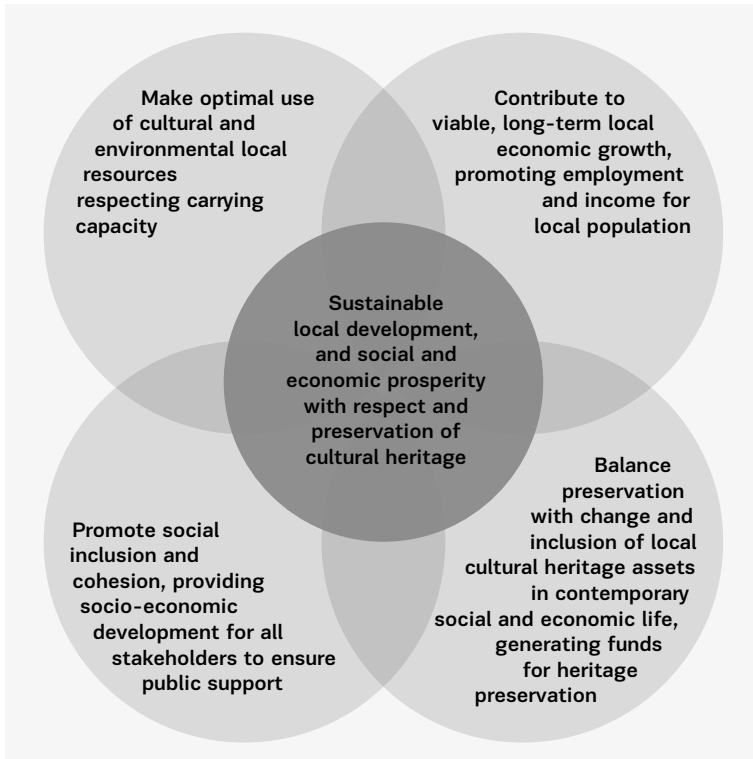 Make optimal use
of cultural and
environmental local
resources
respecting carrying
capacity
Contribute to
viable, long-term local
economic growth,
promoting employment
and income for
local population
Sustainable
local development,
and social and
economic prosperity
with respect and
preservation of
cultural heritage
Promote social
inclusion and
cohesion, providing
socio-economic
development for all
stakeholders to ensure
public support
Balance
preservation
with change and
inclusion of local
cultural heritage assets
in contemporary
social and economic life,
generating funds
for heritage
preservation